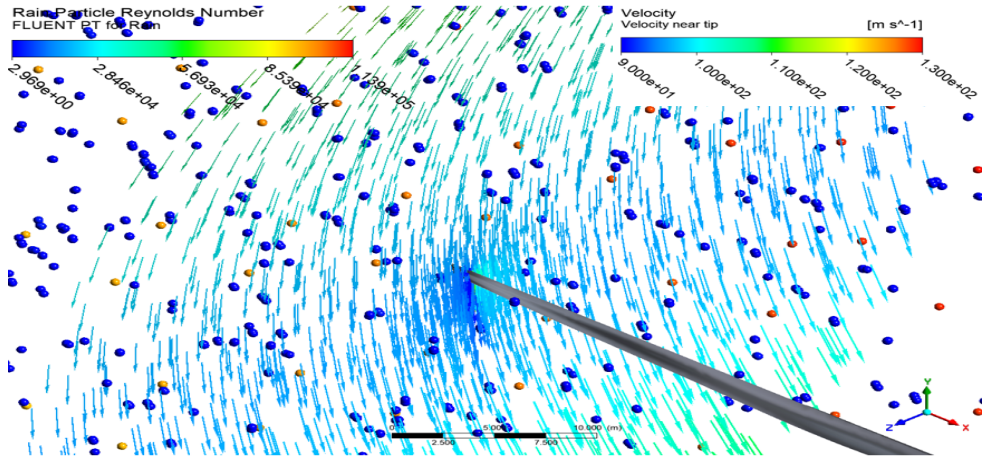 Rain Particle Reynolds Number
FLUENT PT for Rain
2.969e+00
2.846e+04
5.693e+04
8.539e+04
1.139e+05
Velocity
Velocity near tip
[m s^-1]
9.000e+01
1.000e+02
1.100e+02
1.200e+02
1.300e+02
0
5.000
10.000 (m)
2.500
7.500
Y
Z
X